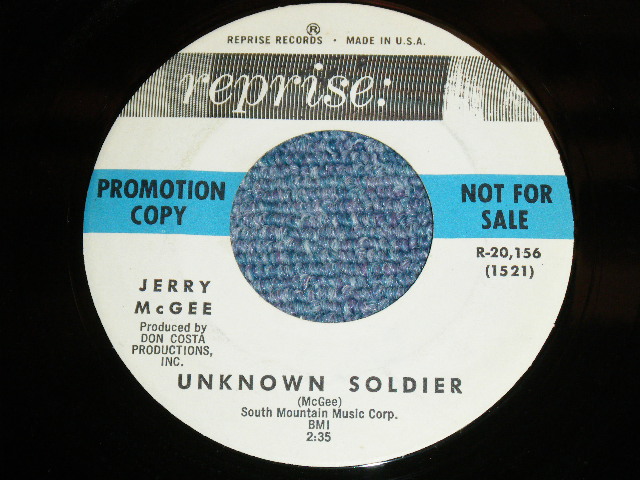 ®
REPRISE RECORDS · MADE IN U.S.A.
reprise:
PROMOTION
COPY
NOT FOR
SALE
R-20,156
(1521)
JERRY
McGEE
Produced by
DON COSTA
PRODUCTIONS,
INC.
UNKNOWN SOLDIER
(McGee)
South Mountain Music Corp.
BMI
2:35